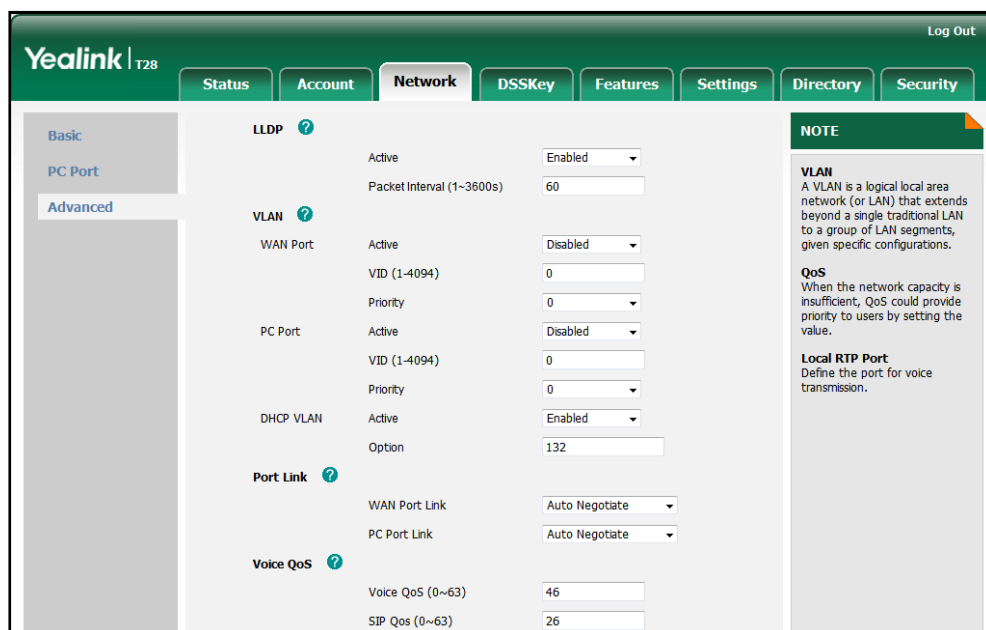 Log Out
Yealink T28
Status Account Network DSSKey Features Settings Directory Security
Basic
PC Port
Advanced
LLDP ?
Active Enabled
Packet Interval (1~3600s) 60
VLAN ?
WAN Port Active Disabled
VID (1-4094) 0
Priority 0
PC Port Active Disabled
VID (1-4094) 0
Priority 0
DHCP VLAN Active Enabled
Option 132
Port Link ?
WAN Port Link Auto Negotiate
PC Port Link Auto Negotiate
Voice QoS ?
Voice QoS (0~63) 46
SIP Qos (0~63) 26
NOTE
VLAN
A VLAN is a logical local area
network (or LAN) that extends
beyond a single traditional LAN
to a group of LAN segments,
given specific configurations.
QoS
When the network capacity is
insufficient, QoS could provide
priority to users by setting the
value.
Local RTP Port
Define the port for voice
transmission.